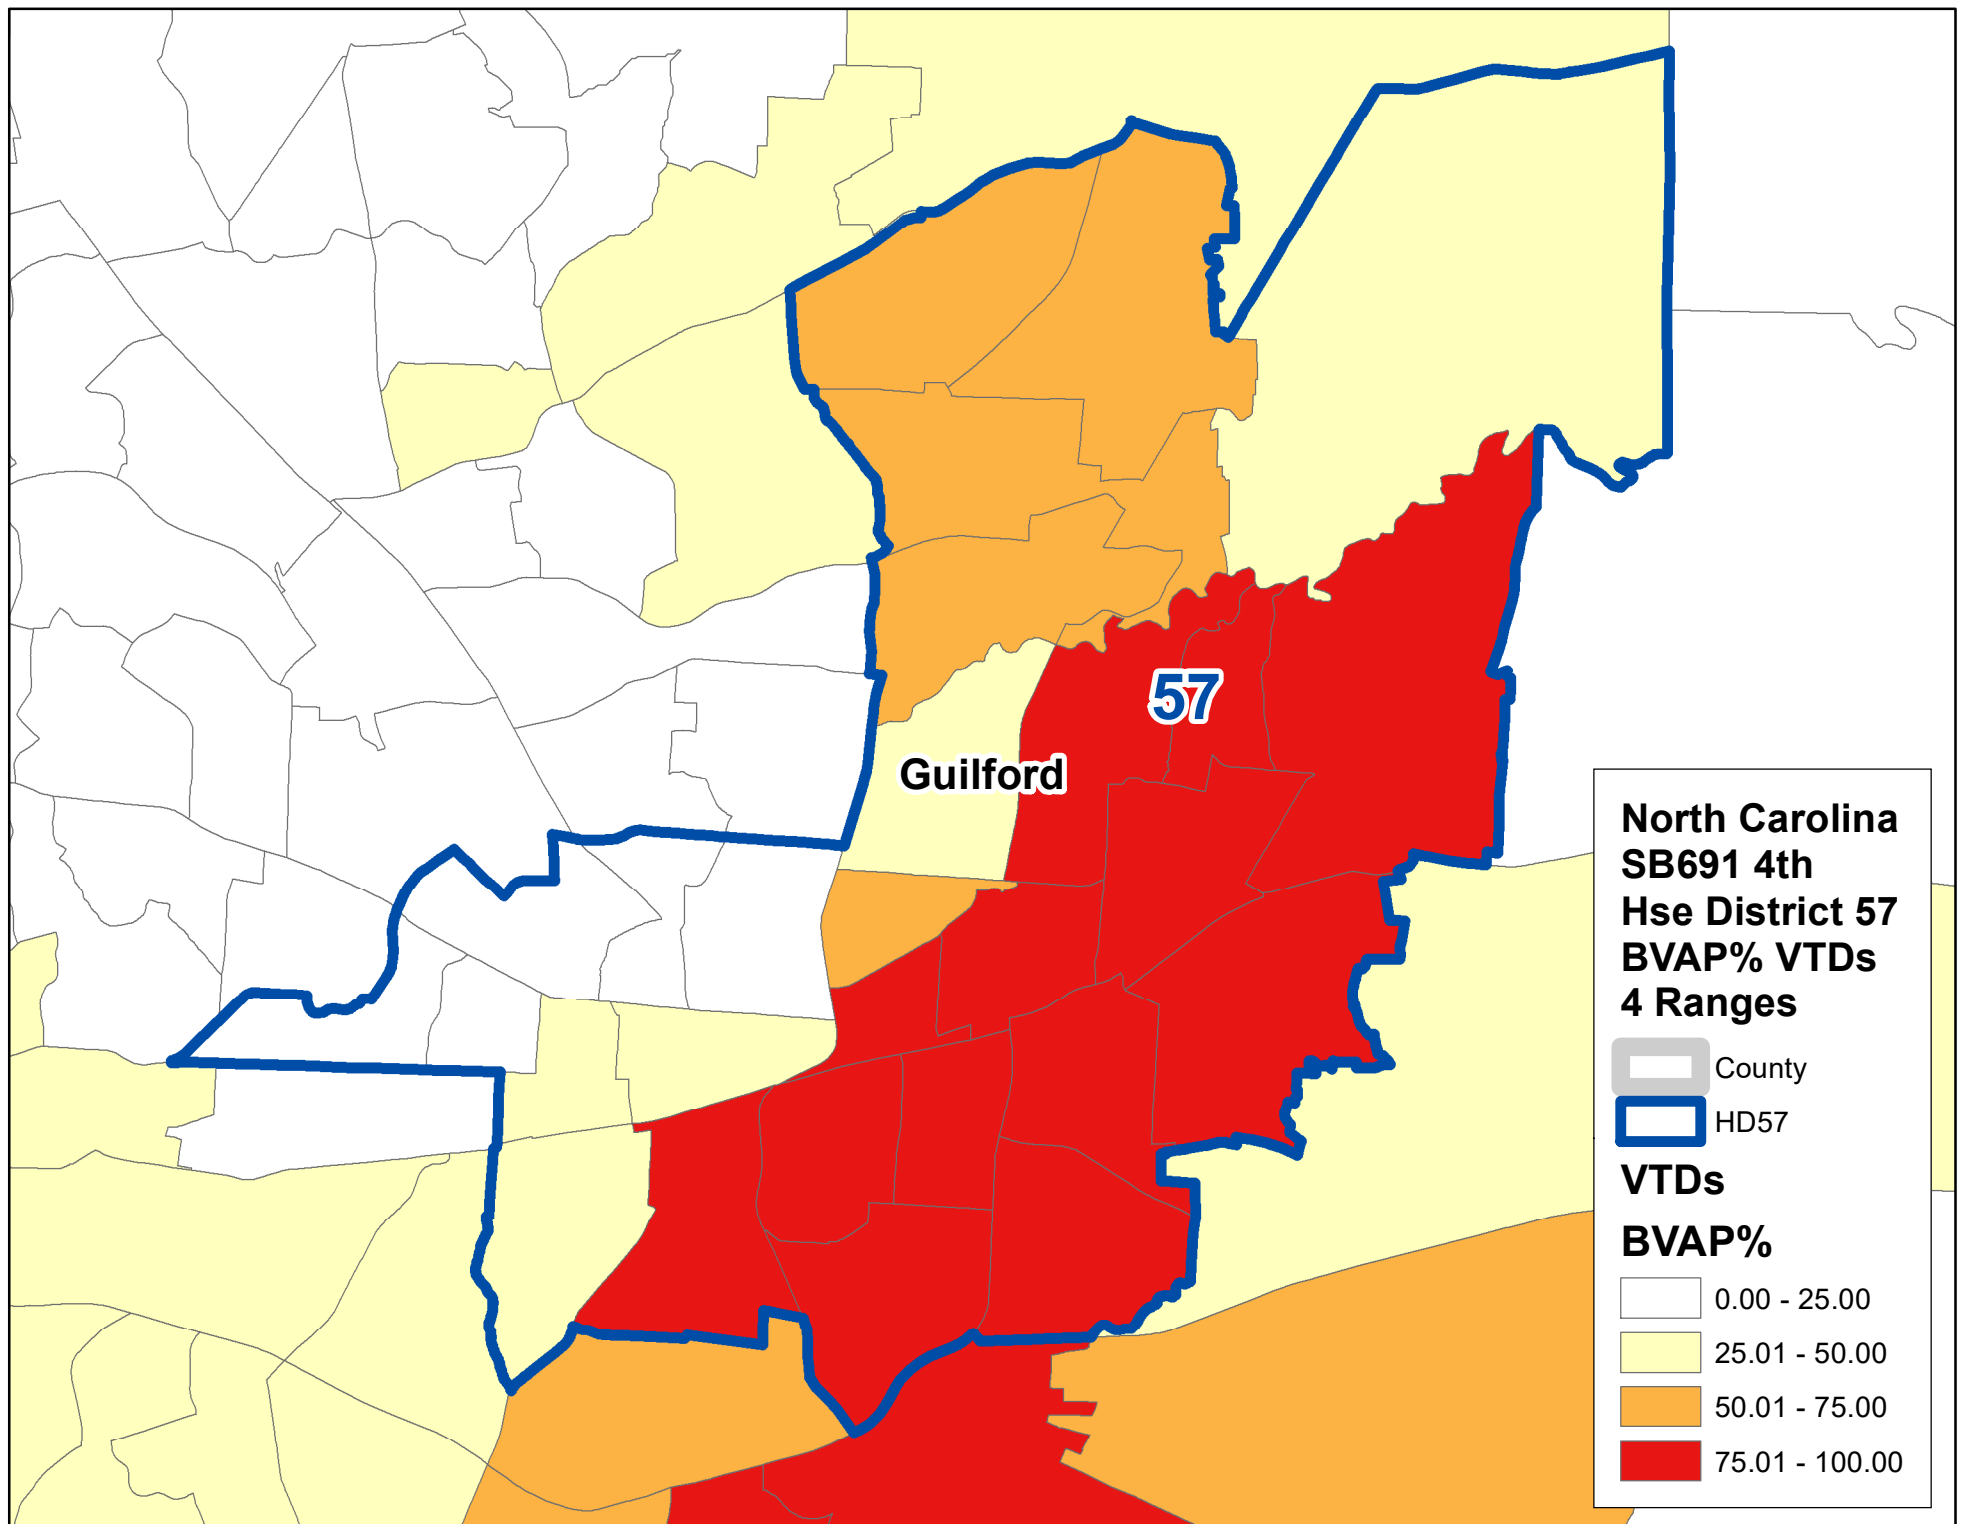 57
Guilford
North Carolina
SB691 4th
Hse District 57
BVAP% VTDs
4 Ranges
County
HD57
VTDs
BVAP%
0.00 - 25.00
25.01 - 50.00
50.01 - 75.00
75.01 - 100.00